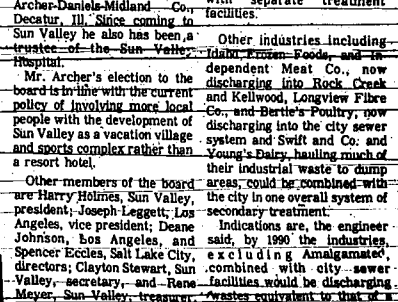 Archer-Daniels-Midland Co.,
Decatur, Ill. Since coming to
Sun Valley he also has been a
trustee of the Sun Valley
Hospital.
Mr. Archer's election to the
board is in line with the current
policy of involving more local
people with the development of
Sun Valley as a vacation village
and sports complex rather than
a resort hotel.
Other members of the board
are Harry Holmes, Sun Valley,
president; Joseph Leggett, Los
Angeles, vice president; Deane
Johnson, Los Angeles, and
Spencer Eccles, Salt Lake City,
directors; Clayton Stewart, Sun
Valley, secretary, and Rene
Meyer, Sun Valley, treasurer.
with separate treatment
facilities.
Other industries including
Idaho Frozen Foods, and In-
dependent Meat Co., now
discharging into Rock Creek
and Kellwood, Longview Fibre
Co., and Bertie's Poultry, now
discharging into the city sewer
system and Swift and Co. and
Young's Dairy, hauling much of
their industrial waste to dump
areas, could be combined with
the city in one overall system of
secondary treatment.
Indications are, the engineer
said, by 1990 the industries,
excluding Amalgamated,
combined with city sewer
facilities would be discharging
wastes equivalent to that of a